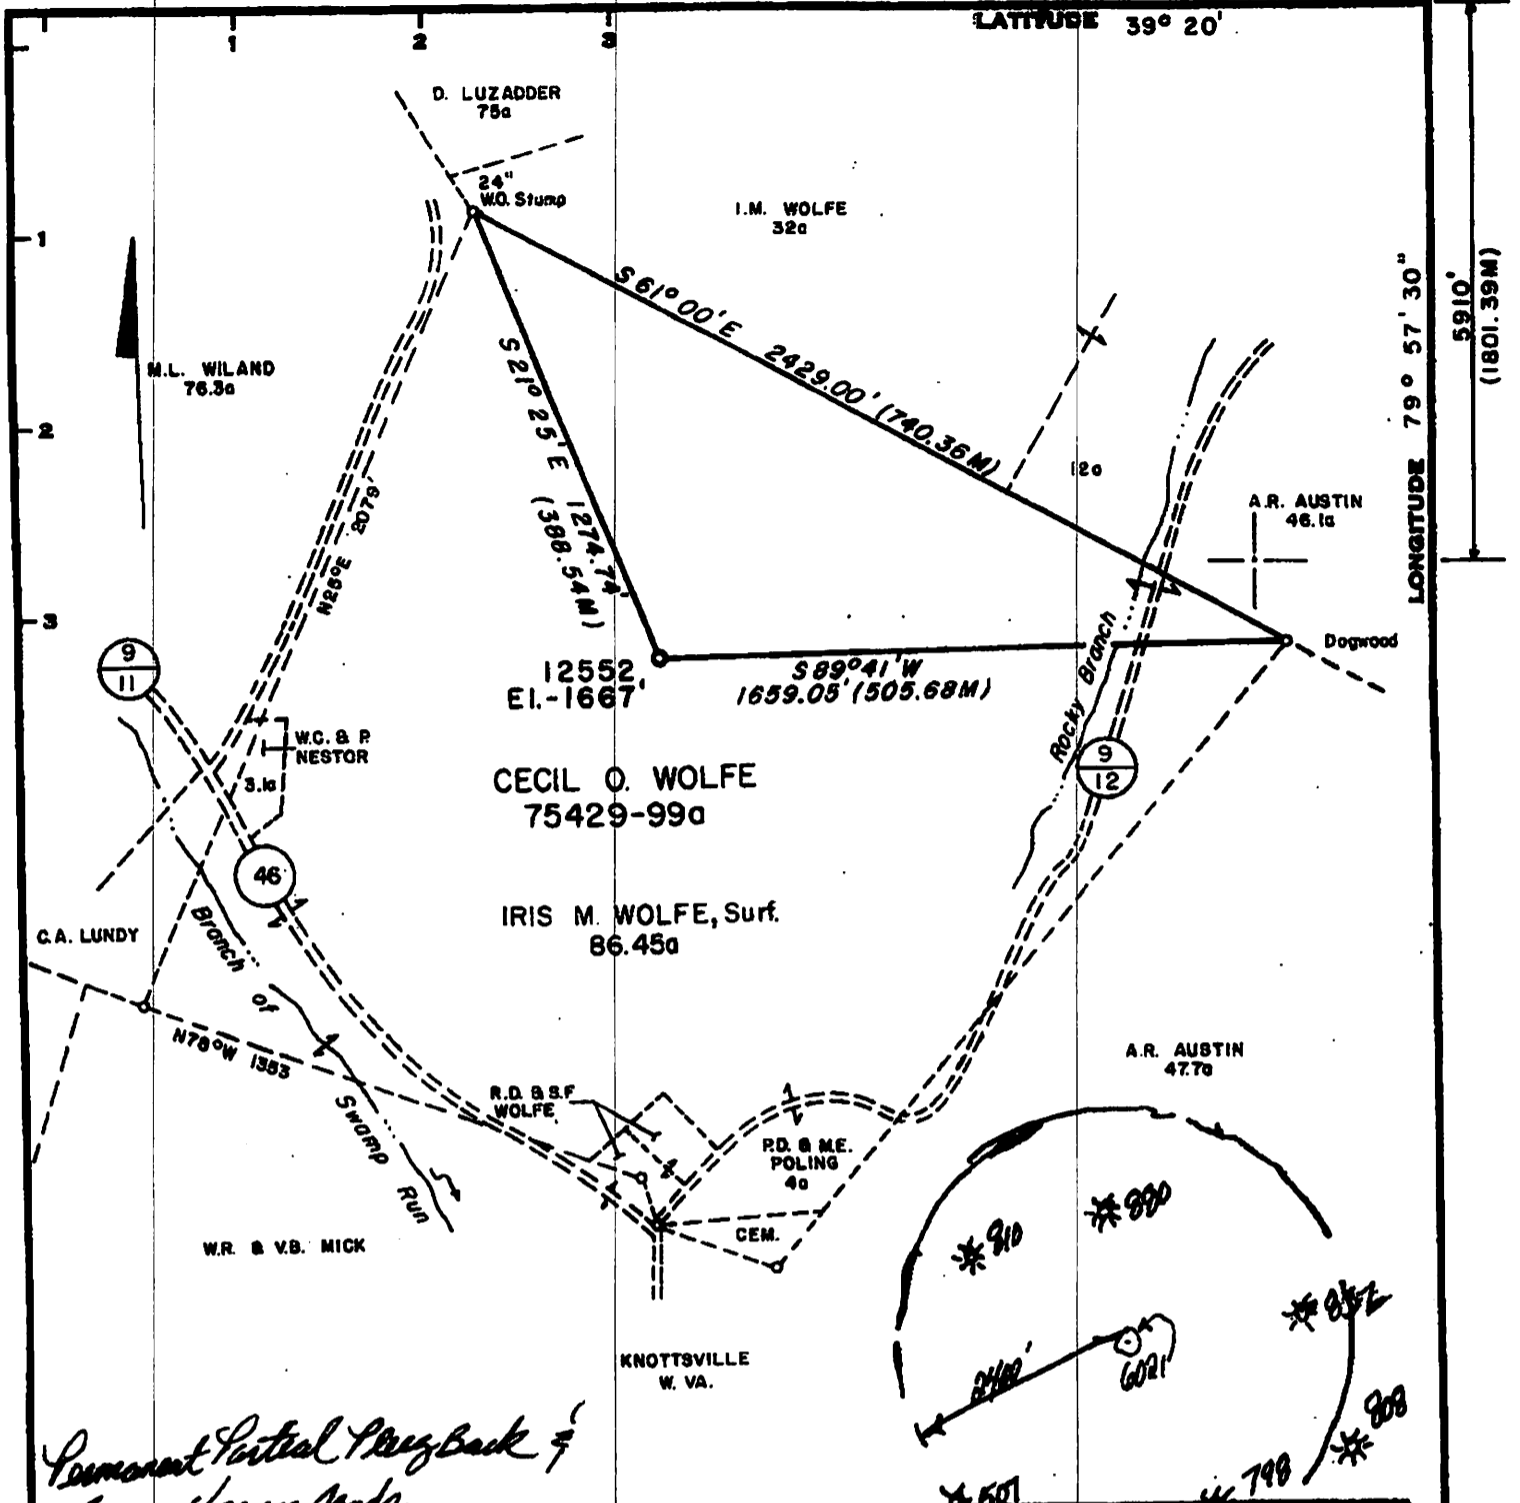 LATITUDE 39° 20'
1
2
3
D. LUZADDER
75a
24"
W.O. Stump
I.M. WOLFE
32a
1
S 61° 00' E 2429.00' (740.36 M)
LONGITUDE 79° 57' 30"
5910'
(1801.39M)
M.L. WILAND
76.3a
S 21° 25' E 1274.74'
(388.54M)
2
12a
A.R. AUSTIN
46.1a
N25°E 2079'
3
Dogwood
9
11
12552
El.-1667'
S 89° 41' W
1659.05' (505.68M)
Rocky Branch
W.C. & P.
NESTOR
3.1a
9
12
CECIL O. WOLFE
75429-99a
46
IRIS M. WOLFE, Surf.
86.45a
C.A. LUNDY
Branch of Swamp Run
N78°W 1353
A.R. AUSTIN
47.7a
R.D. & S.F.
WOLFE
P.D. & M.E.
POLING
4a
CEM.
W.R. & V.B. MICK
880
810
KNOTTSVILLE
W. VA.
2400'
6021
808
Permanent Partial Plug Back &
798
507